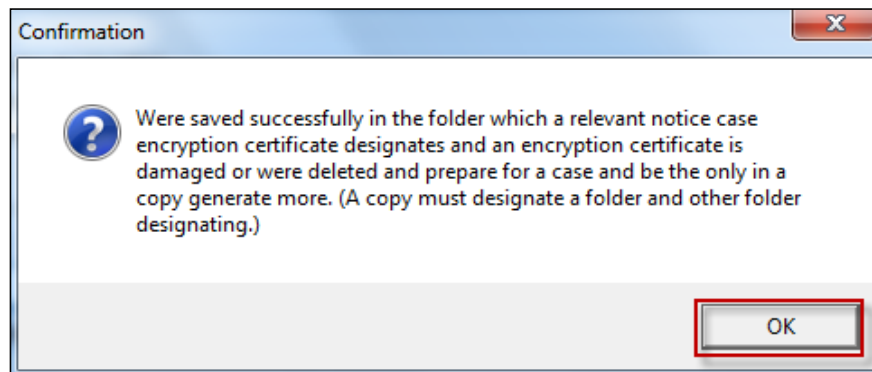 Confirmation
Were saved successfully in the folder which a relevant notice case
encryption certificate designates and an encryption certificate is
damaged or were deleted and prepare for a case and be the only in a
copy generate more. (A copy must designate a folder and other folder
designating.)
OK